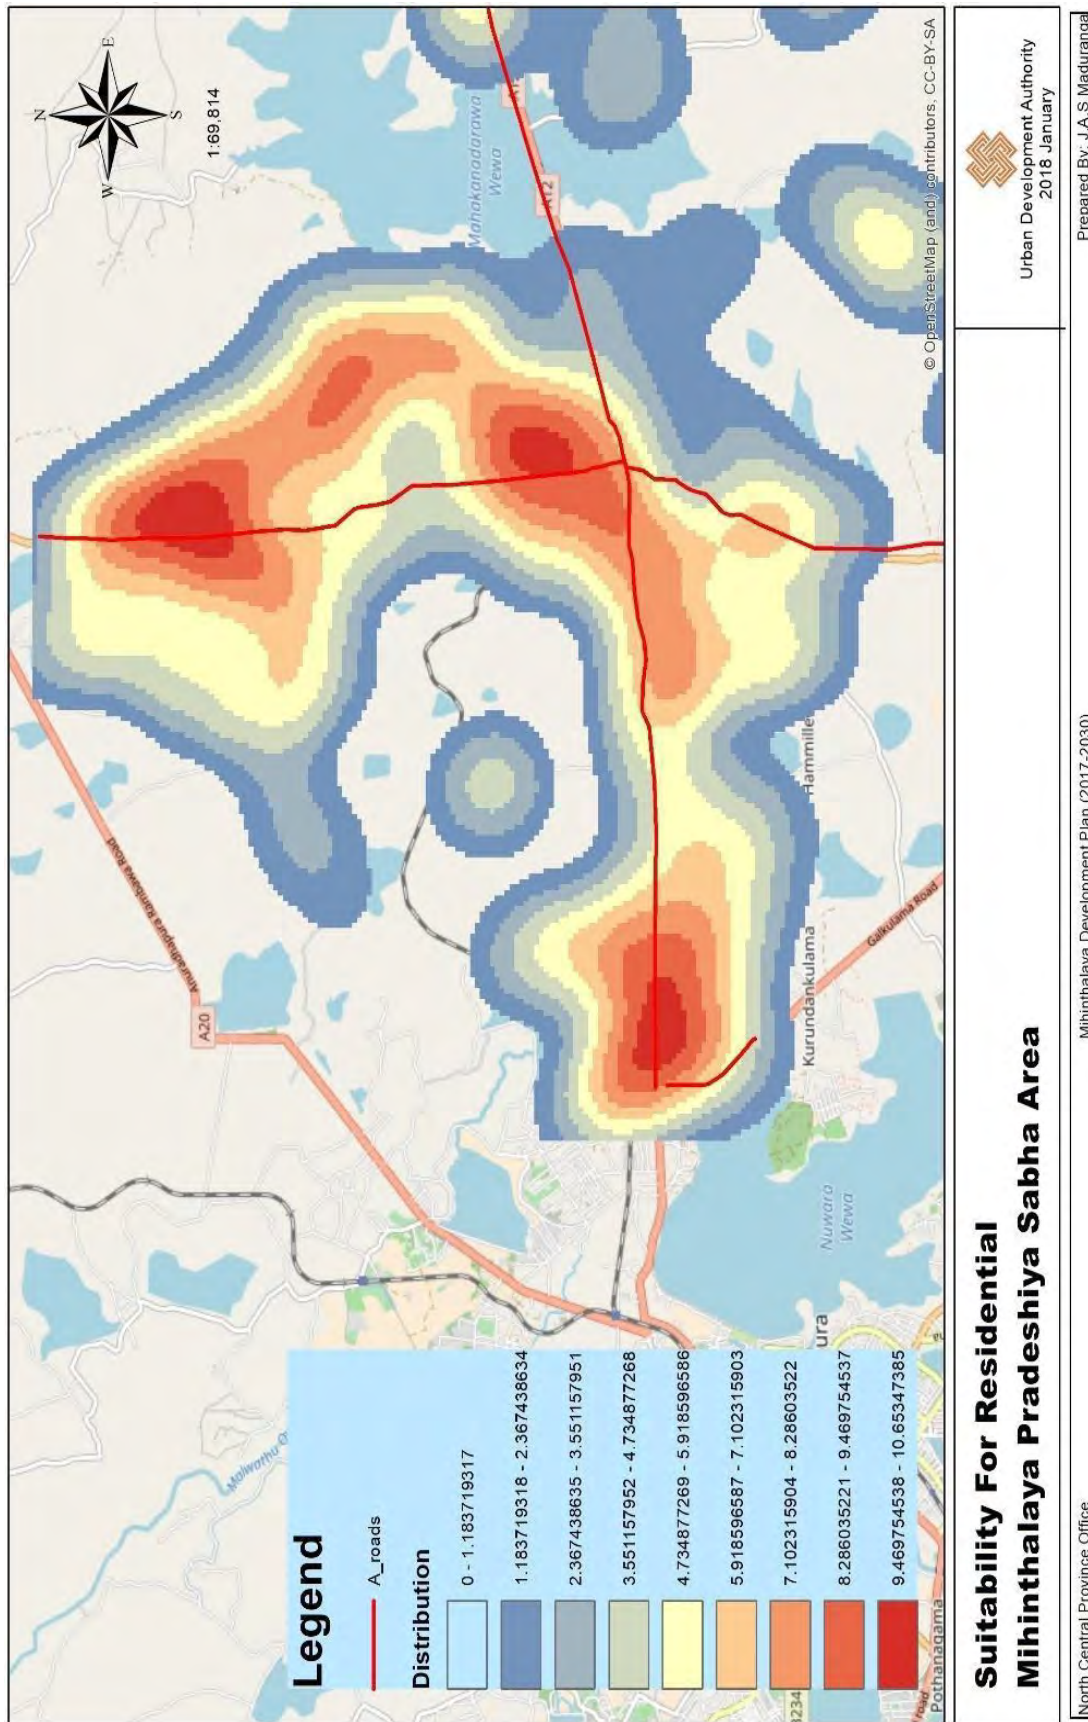 N
E
W
S
1:69,814
Mahakanadarawa
Wewa
A12
Anuradhapura Rambawa Road
A20
Hammille
Kurundankulama
Galkulama Road
Nuwara
Wewa
ura
Pothanagama
© OpenStreetMap (and) contributors, CC-BY-SA
Legend
A_roads
Distribution
0 - 1.183719317
1.183719318 - 2.367438634
2.367438635 - 3.551157951
3.551157952 - 4.734877268
4.734877269 - 5.918596586
5.918596587 - 7.102315903
7.102315904 - 8.28603522
8.286035221 - 9.469754537
9.469754538 - 10.65347385
Suitability For Residential
Mihinthalaya Pradeshiya Sabha Area
Urban Development Authority
2018 January
North Central Province Office
Mihinthalaya Development Plan (2017-2030)
Prepared By: J.A.S Maduranga